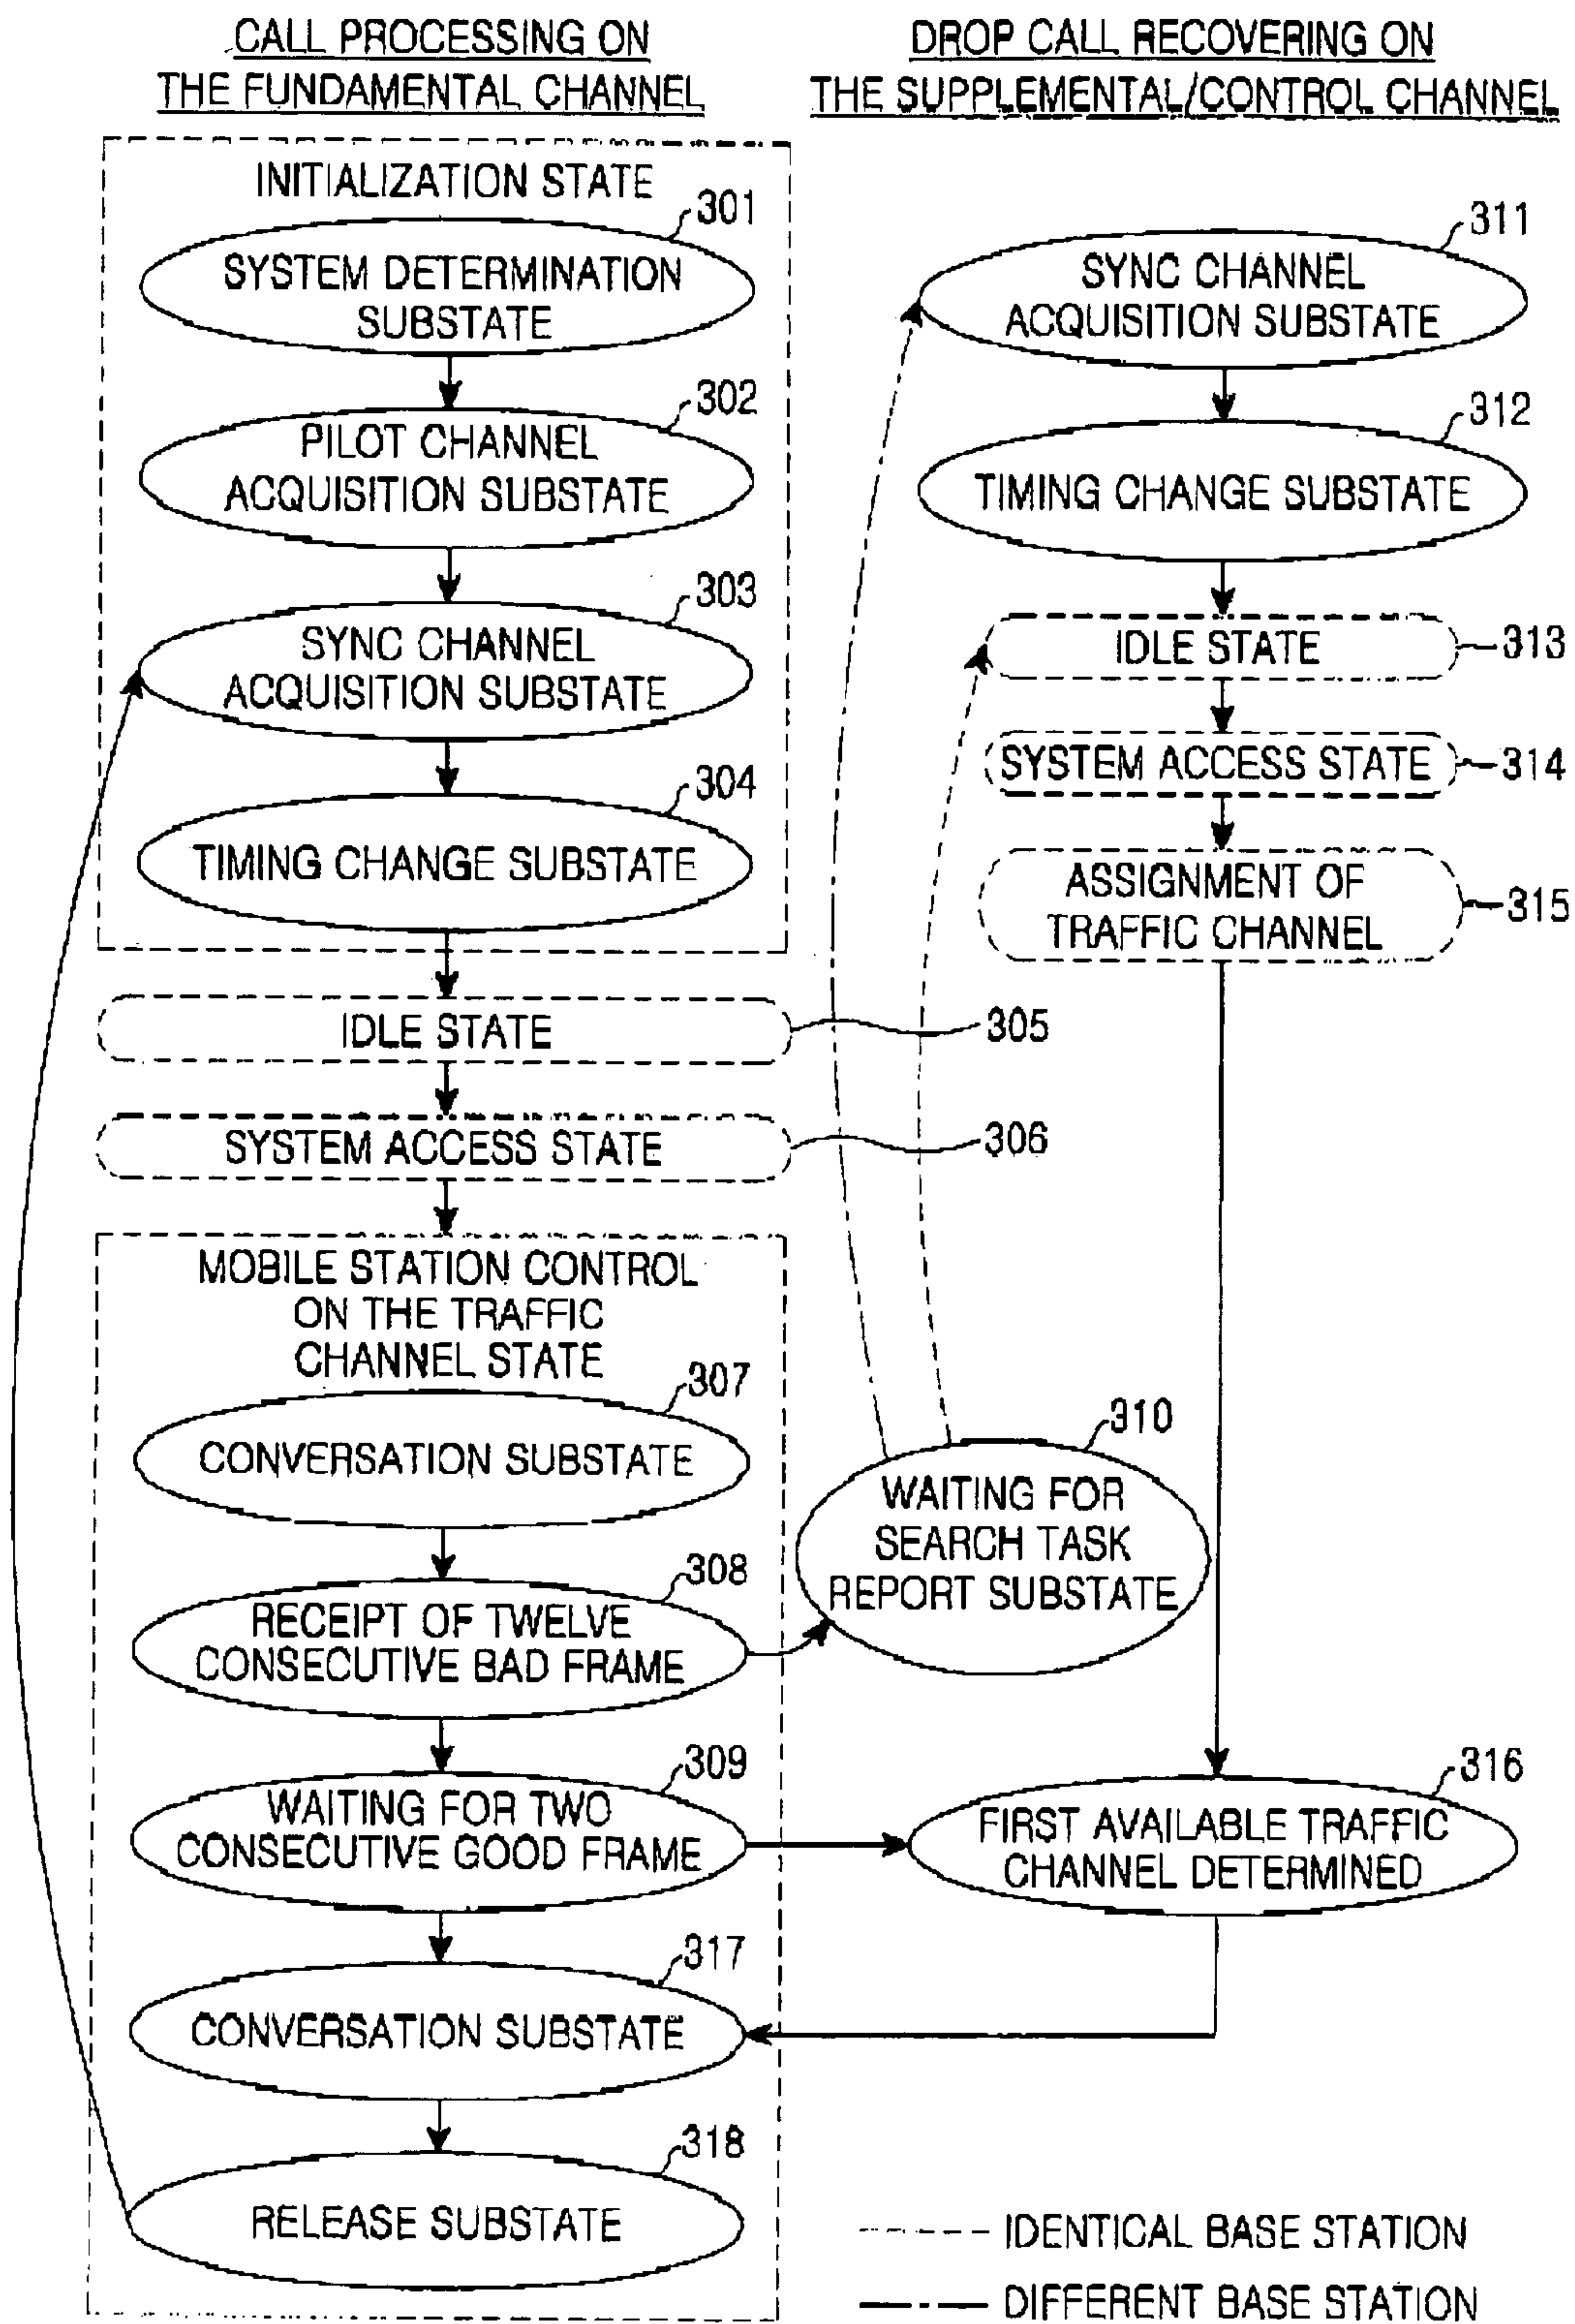 CALL PROCESSING ON
THE FUNDAMENTAL CHANNEL
DROP CALL RECOVERING ON
THE SUPPLEMENTAL/CONTROL CHANNEL
INITIALIZATION STATE
301
SYSTEM DETERMINATION
SUBSTATE
302
PILOT CHANNEL
ACQUISITION SUBSTATE
303
SYNC CHANNEL
ACQUISITION SUBSTATE
304
TIMING CHANGE SUBSTATE
IDLE STATE
305
SYSTEM ACCESS STATE
306
MOBILE STATION CONTROL
ON THE TRAFFIC
CHANNEL STATE
307
CONVERSATION SUBSTATE
308
RECEIPT OF TWELVE
CONSECUTIVE BAD FRAME
309
WAITING FOR TWO
CONSECUTIVE GOOD FRAME
317
CONVERSATION SUBSTATE
318
RELEASE SUBSTATE
311
SYNC CHANNEL
ACQUISITION SUBSTATE
312
TIMING CHANGE SUBSTATE
IDLE STATE
313
SYSTEM ACCESS STATE
314
ASSIGNMENT OF
TRAFFIC CHANNEL
315
310
WAITING FOR
SEARCH TASK
REPORT SUBSTATE
316
FIRST AVAILABLE TRAFFIC
CHANNEL DETERMINED
IDENTICAL BASE STATION
DIFFERENT BASE STATION